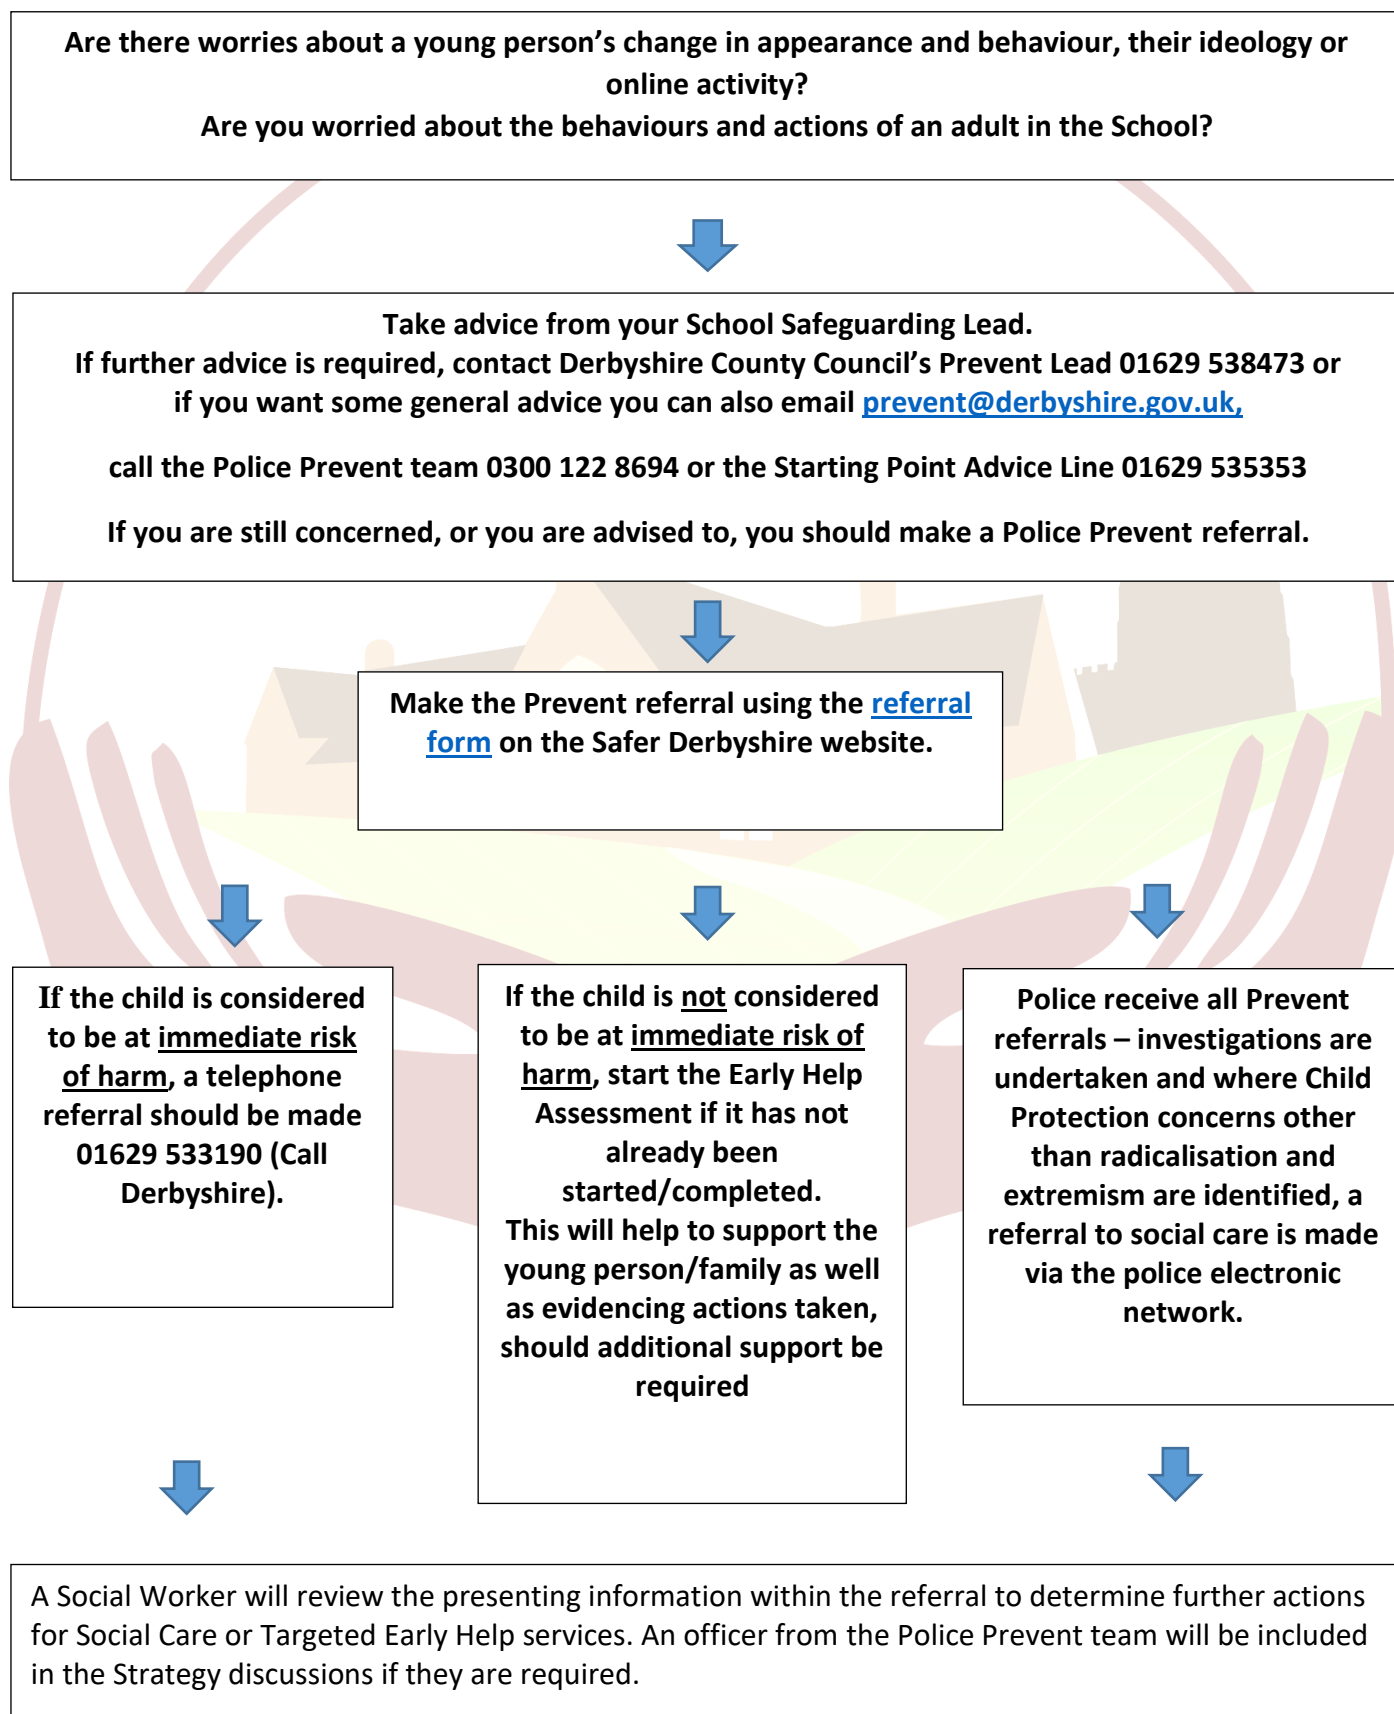 Are there worries about a young person’s change in appearance and behaviour, their ideology or
online activity?
Are you worried about the behaviours and actions of an adult in the School?
Take advice from your School Safeguarding Lead.
If further advice is required, contact Derbyshire County Council’s Prevent Lead 01629 538473 or
if you want some general advice you can also email prevent@derbyshire.gov.uk,
call the Police Prevent team 0300 122 8694 or the Starting Point Advice Line 01629 535353
If you are still concerned, or you are advised to, you should make a Police Prevent referral.
Make the Prevent referral using the referral
form on the Safer Derbyshire website.
If the child is considered
to be at immediate risk
of harm, a telephone
referral should be made
01629 533190 (Call
Derbyshire).
If the child is not considered
to be at immediate risk of
harm, start the Early Help
Assessment if it has not
already been
started/completed.
This will help to support the
young person/family as well
as evidencing actions taken,
should additional support be
required
Police receive all Prevent
referrals – investigations are
undertaken and where Child
Protection concerns other
than radicalisation and
extremism are identified, a
referral to social care is made
via the police electronic
network.
A Social Worker will review the presenting information within the referral to determine further actions
for Social Care or Targeted Early Help services. An officer from the Police Prevent team will be included
in the Strategy discussions if they are required.